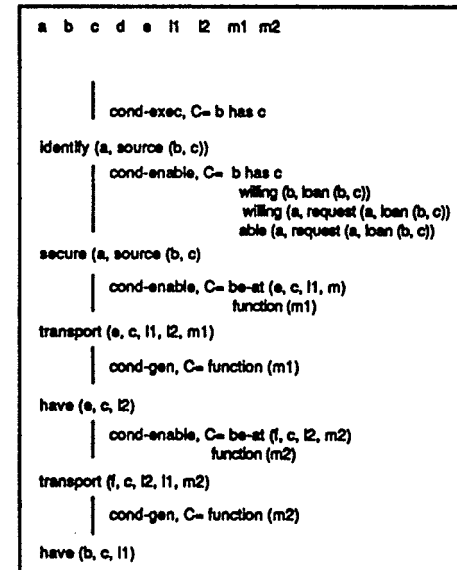 a b c d e l1 l2 m1 m2
cond-exec, C= b has c
identify (a, source (b, c))
cond-enable, C= b has c
willing (b, loan (b, c))
willing (a, request (a, loan (b, c))
able (a, request (a, loan (b, c))
secure (a, source (b, c)
cond-enable, C= be-at (e, c, l1, m)
function (m1)
transport (e, c, l1, l2, m1)
cond-gen, C= function (m1)
have (e, c, l2)
cond-enable, C= be-at (f, c, l2, m2)
function (m2)
transport (f, c, l2, l1, m2)
cond-gen, C= function (m2)
have (b, c, l1)